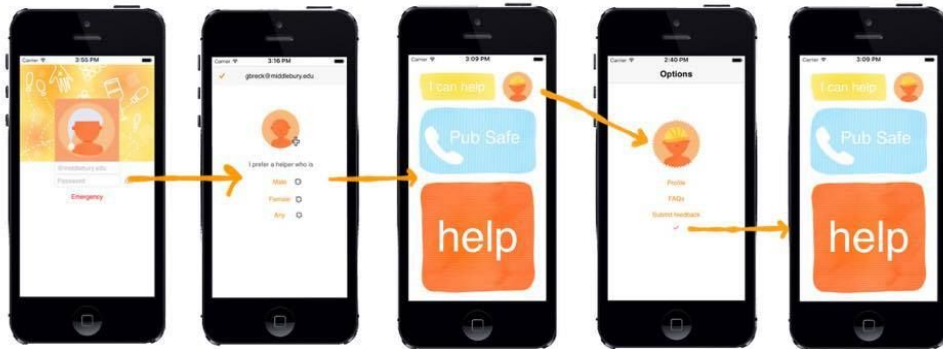 Carrier 3:55 PM
@middlebury.edu
Password
Emergency
Carrier 3:16 PM
gbreck@middlebury.edu
I prefer a helper who is
Male
Female
Any
Carrier 3:09 PM
I can help
Pub Safe
help
Carrier 2:40 PM
Options
Profile
FAQs
Submit feedback
Carrier 3:09 PM
I can help
Pub Safe
help